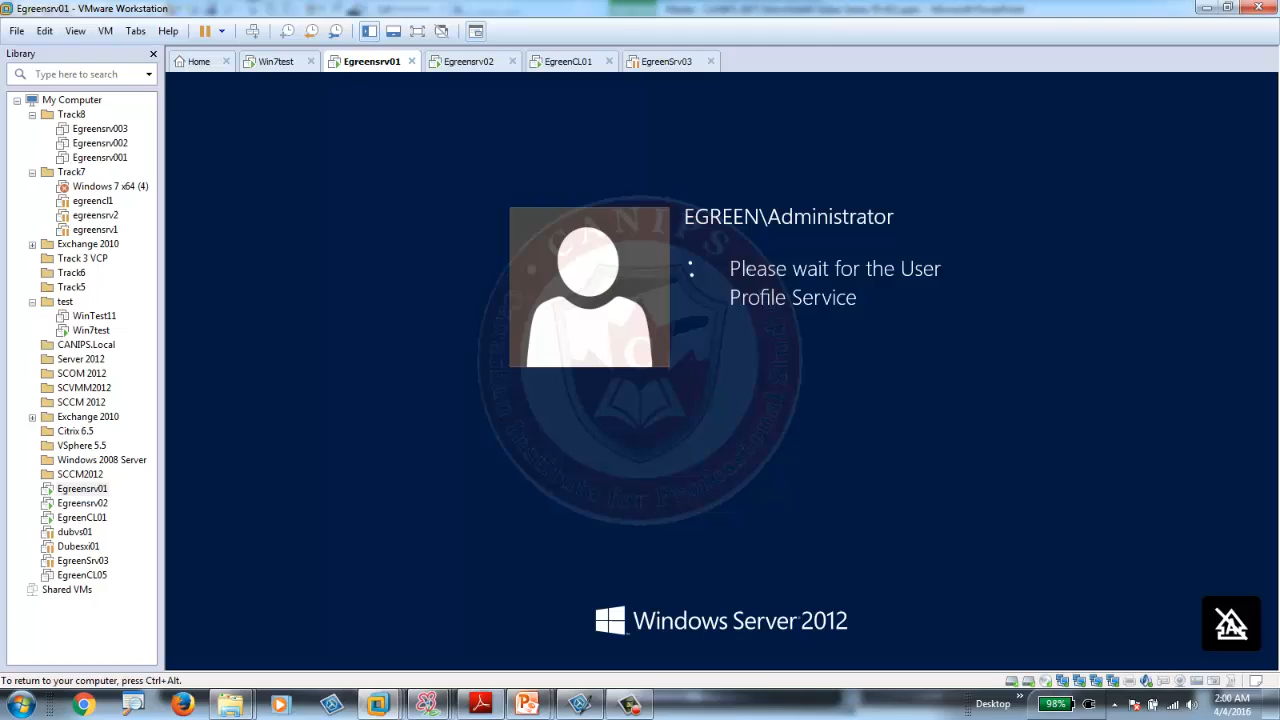 Egreensrv01 - VMware Workstation
File Edit View VM Tabs Help
Library
Type here to search
Home
Win7test
Egreensrv01
Egreensrv02
EgreenCL01
EgreenSrv03
My Computer
Track8
Egreensrv003
Egreensrv002
Egreensrv001
Track7
Windows 7 x64 (4)
egreencl1
egreensrv2
egreensrv1
Exchange 2010
Track 3 VCP
Track6
Track5
test
WinTest11
Win7test
CANIPS.Local
Server 2012
SCOM 2012
SCVMM2012
SCCM 2012
Exchange 2010
Citrix 6.5
VSphere 5.5
Windows 2008 Server
SCCM2012
Egreensrv01
Egreensrv02
EgreenCL01
dubvs01
Dubesxi01
EgreenSrv03
EgreenCL05
Shared VMs
EGREEN\Administrator
Please wait for the User
Profile Service
CANIPS
Windows Server 2012
To return to your computer, press Ctrl+Alt.
Desktop
98%
2:00 AM
4/4/2016